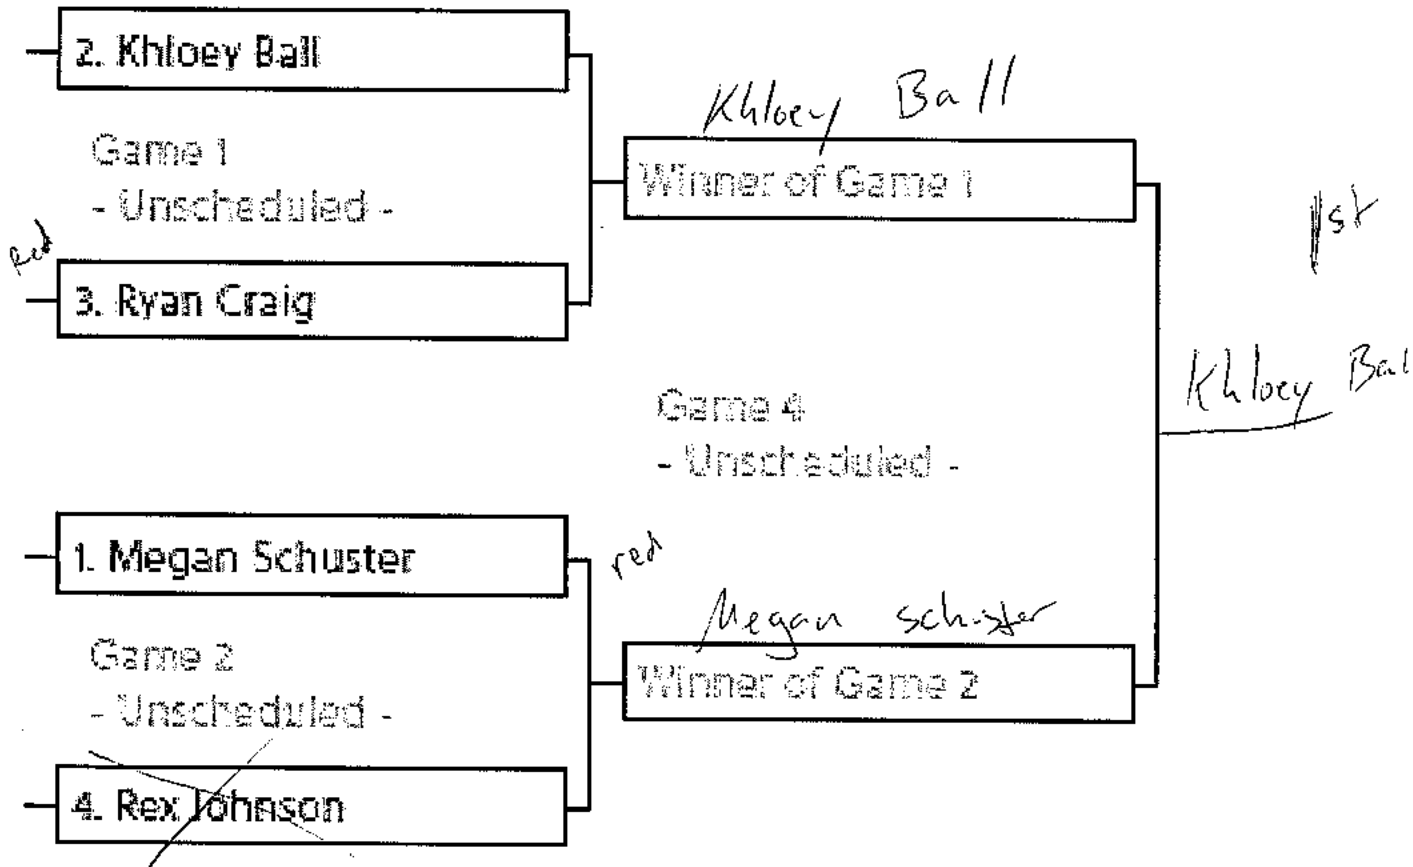 2. Khloey Ball
Game 1
- Unscheduled -
Red
3. Ryan Craig
Khloey Ball
Winner of Game 1
1st
Game 4
- Unscheduled -
Khloey Bal
1. Megan Schuster
Game 2
- Unscheduled -
4. Rex Johnson
red
Megan schuster
Winner of Game 2